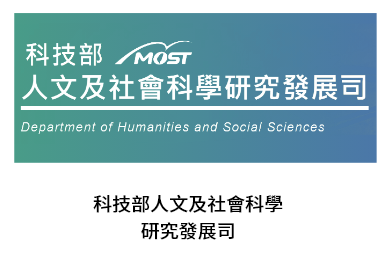 科技部 MOST
人文及社會科學研究發展司
Department of Humanities and Social Sciences
科技部人文及社會科學
研究發展司